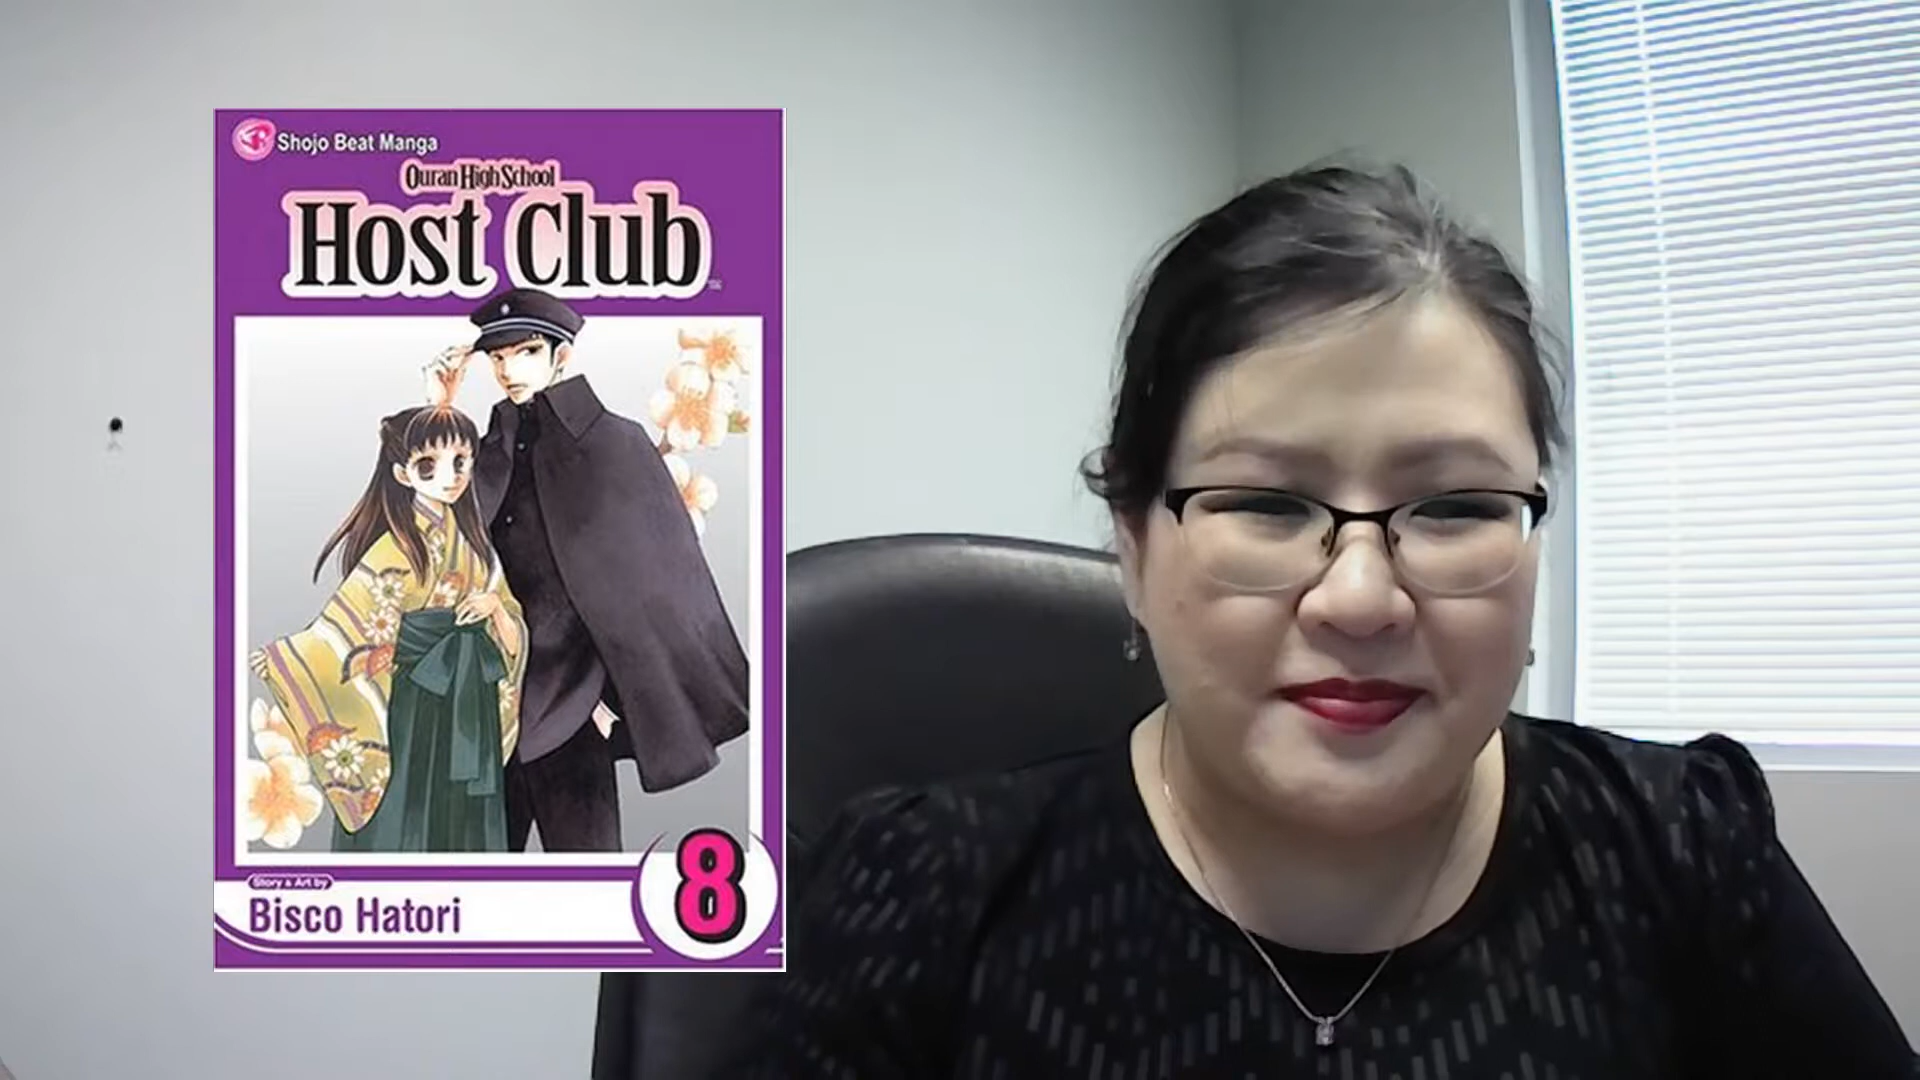 Shojo Beat Manga
Ouran High School
Host Club
Story & Art by
Bisco Hatori
8